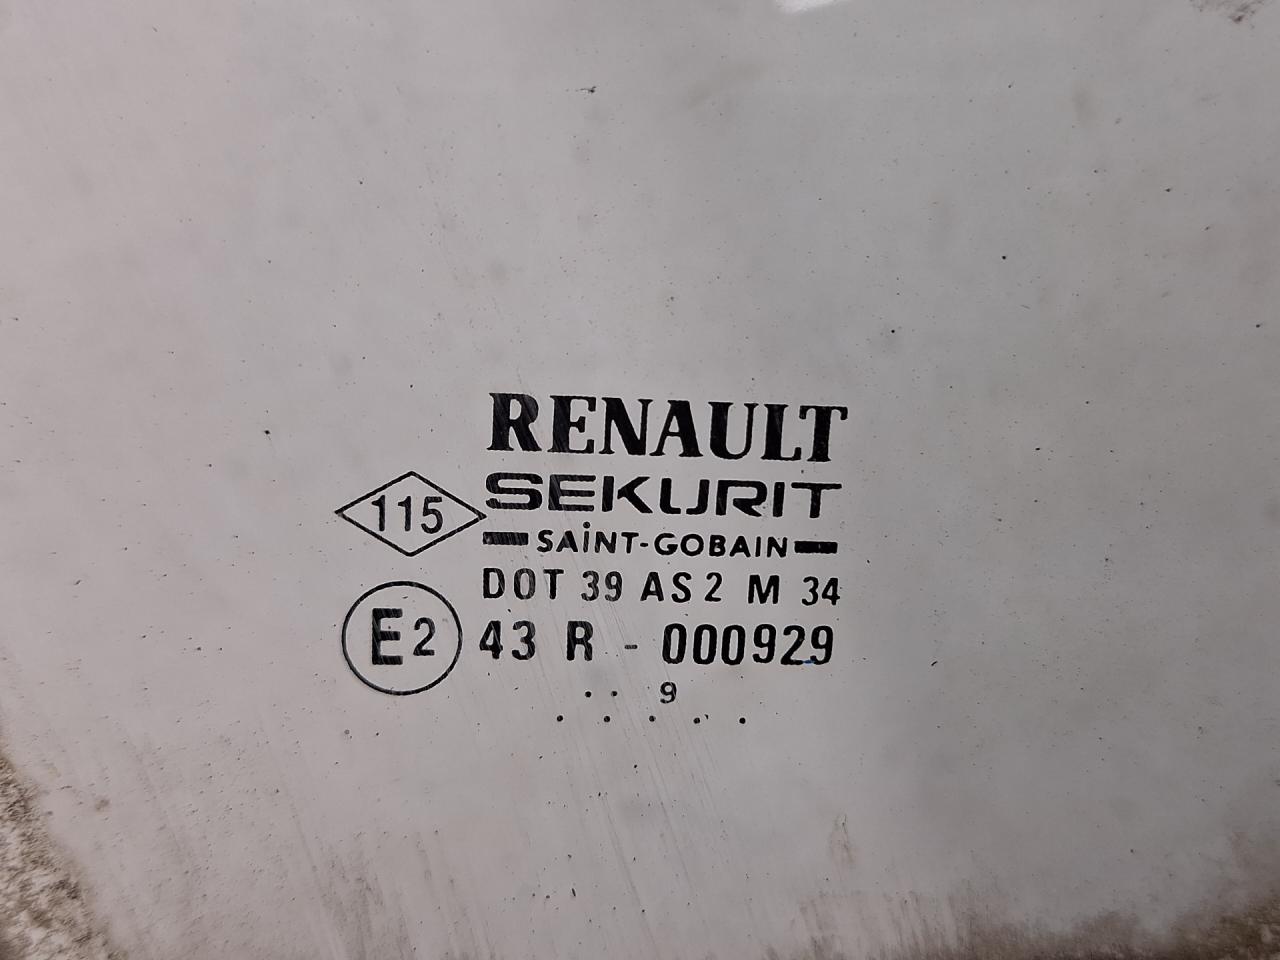 RENAULT
SEKURIT
115
SAINT-GOBAIN
DOT 39 AS 2 M 34
E2 43 R - 000929
. . 9
. . . . .